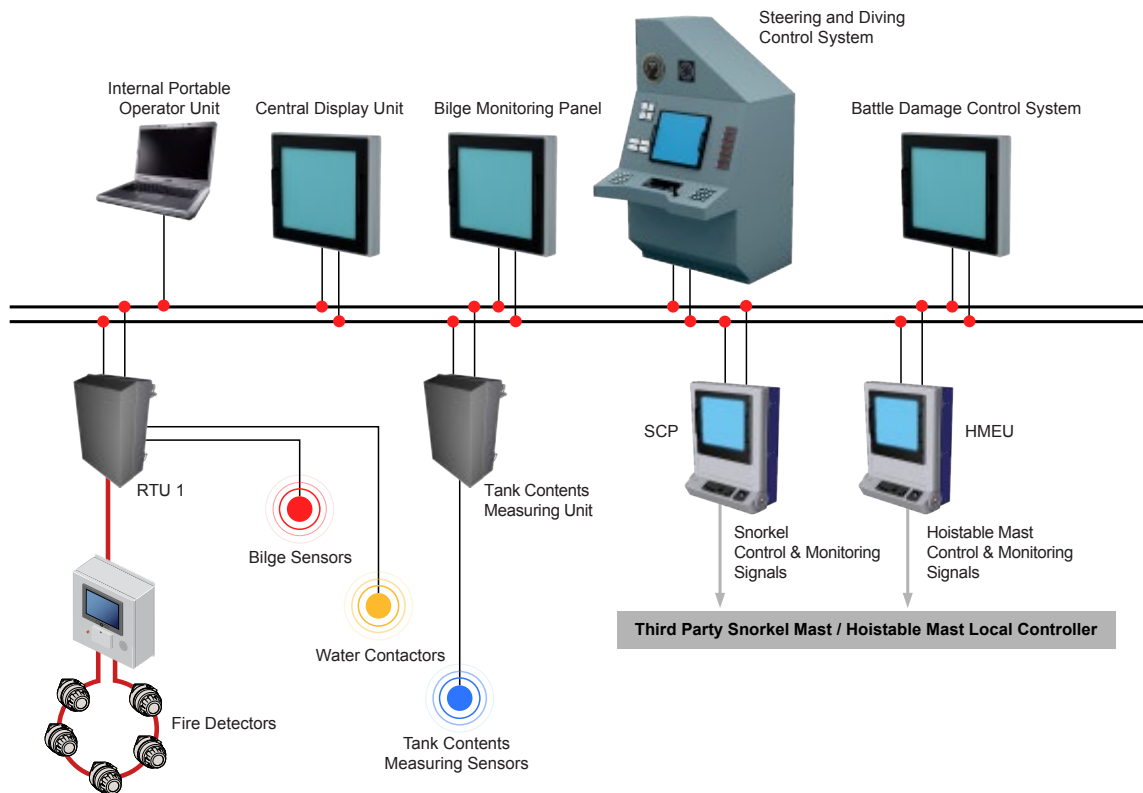 Steering and Diving
Control System
Internal Portable
Operator Unit
Central Display Unit
Bilge Monitoring Panel
Battle Damage Control System
RTU 1
Bilge Sensors
Water Contactors
Fire Detectors
Tank Contents
Measuring Unit
Tank Contents
Measuring Sensors
SCP
HMEU
Snorkel
Control & Monitoring
Signals
Hoistable Mast
Control & Monitoring
Signals
Third Party Snorkel Mast / Hoistable Mast Local Controller